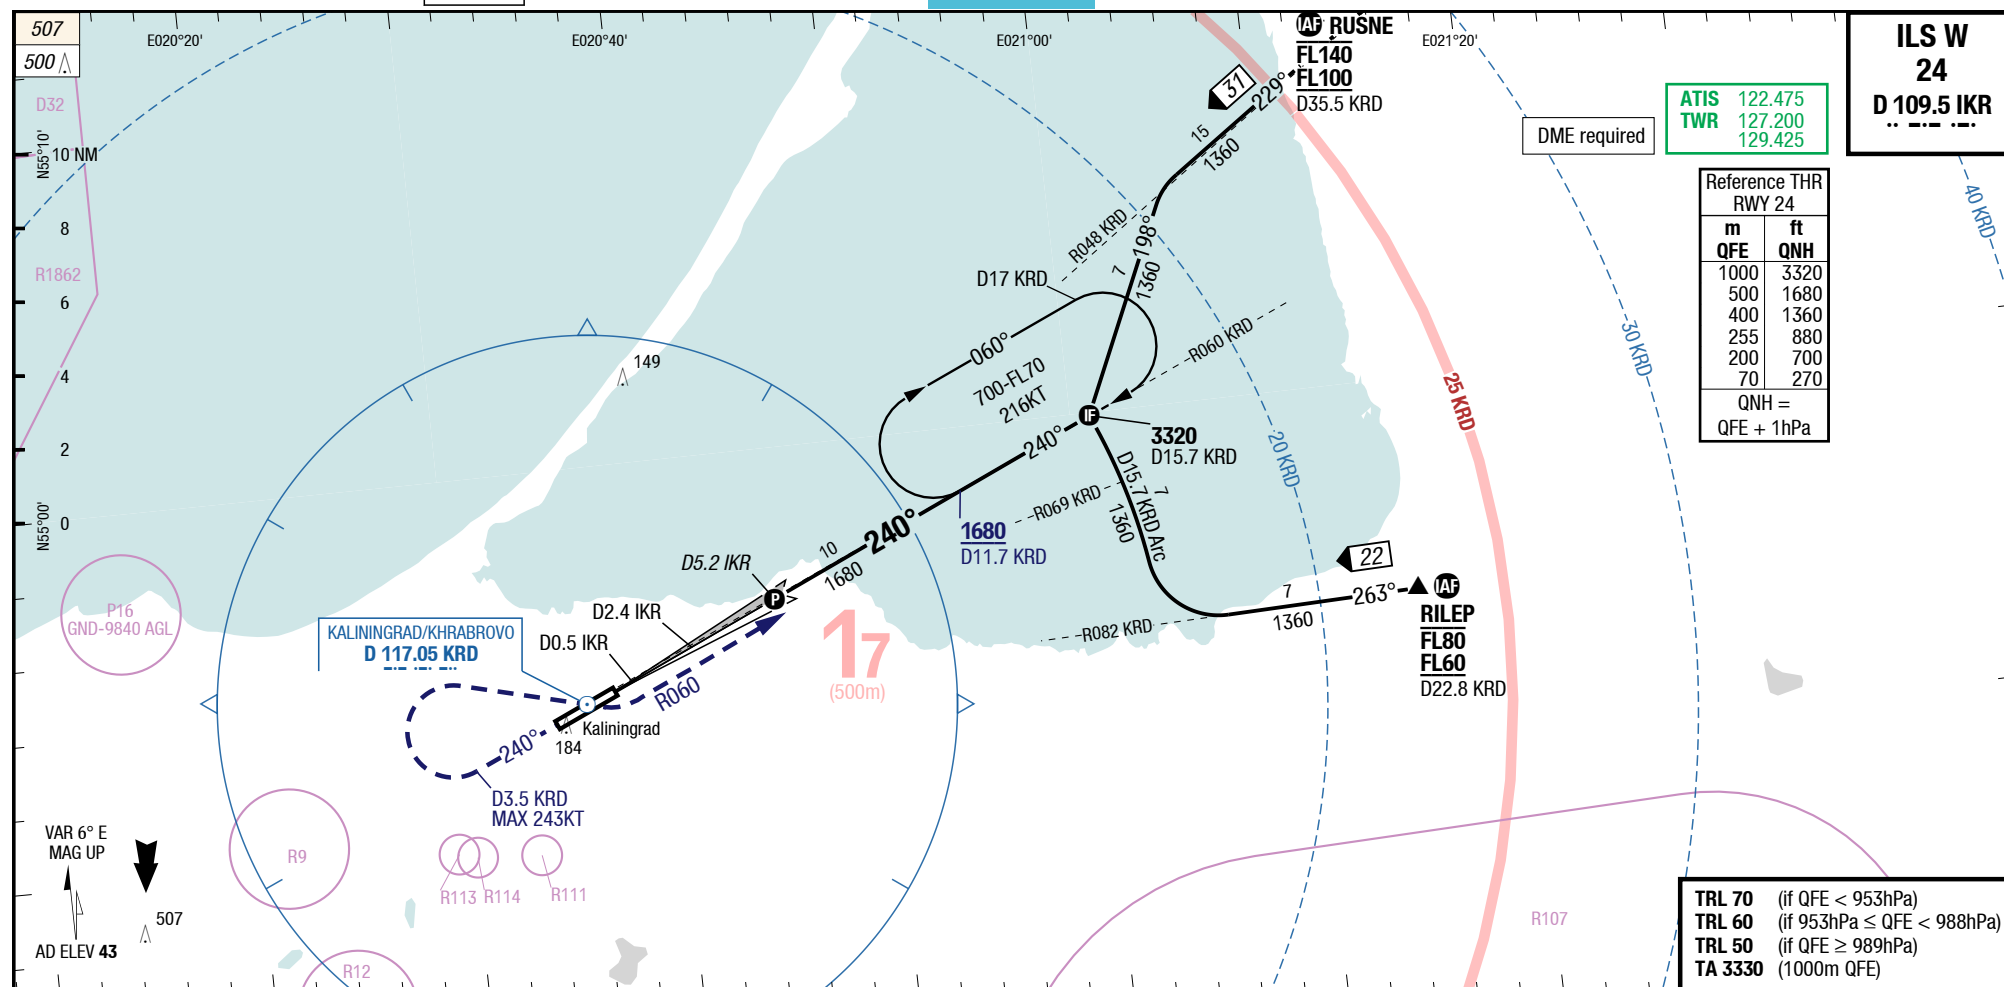 507
500
E020°20'
E020°40'
E021°00'
E021°20'
IAF RUŠNE
FL140
FL100
D35.5 KRD
ILS W
24
D 109.5 IKR
ATIS 122.475
TWR 127.200
129.425
DME required
Reference THR
RWY 24
m ft
QFE QNH
1000 3320
500 1680
400 1360
255 880
200 700
70 270
QNH =
QFE + 1hPa
D32
N55°10'
10 NM
8
6
4
2
N55°00'
0
R1862
31
229°
15
1360
R048 KRD
198°
7
1360
D17 KRD
060°
700-FL70
216KT
R060 KRD
149
IF
240°
3320
D15.7 KRD
20 KRD
25 KRD
30 KRD
40 KRD
D15.7 KRD Arc
7
1360
R069 KRD
1680
D11.7 KRD
240°
10
1680
D5.2 IKR
P
D2.4 IKR
D0.5 IKR
22
7
1360
263°
IAF
RILEP
FL80
FL60
D22.8 KRD
R082 KRD
17
(500m)
P16
GND-9840 AGL
KALININGRAD/KHRABROVO
D 117.05 KRD
R060
Kaliningrad
184
240°
D3.5 KRD
MAX 243KT
R9
R113
R114
R111
R12
R107
VAR 6° E
MAG UP
507
AD ELEV 43
TRL 70 (if QFE < 953hPa)
TRL 60 (if 953hPa ≤ QFE < 988hPa)
TRL 50 (if QFE ≥ 989hPa)
TA 3330 (1000m QFE)